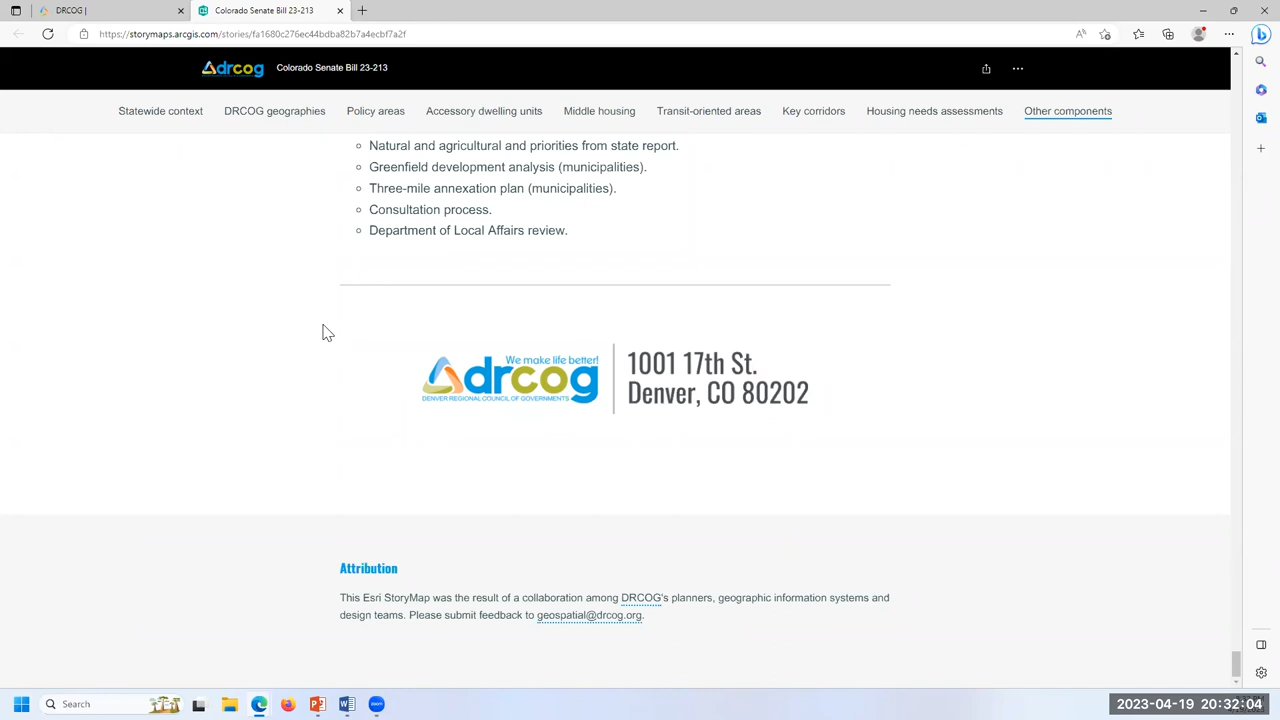 DRCOG |
Colorado Senate Bill 23-213
https://storymaps.arcgis.com/stories/fa1680c276ec44bdba82b7a4ecbf7a2f
drcog
Colorado Senate Bill 23-213
Statewide context
DRCOG geographies
Policy areas
Accessory dwelling units
Middle housing
Transit-oriented areas
Key corridors
Housing needs assessments
Other components
Natural and agricultural and priorities from state report.
Greenfield development analysis (municipalities).
Three-mile annexation plan (municipalities).
Consultation process.
Department of Local Affairs review.
We make life better!
drcog
DENVER REGIONAL COUNCIL OF GOVERNMENTS
1001 17th St.
Denver, CO 80202
Attribution
This Esri StoryMap was the result of a collaboration among DRCOG's planners, geographic information systems and
design teams. Please submit feedback to geospatial@drcog.org.
Search
2023-04-19 20:32:04